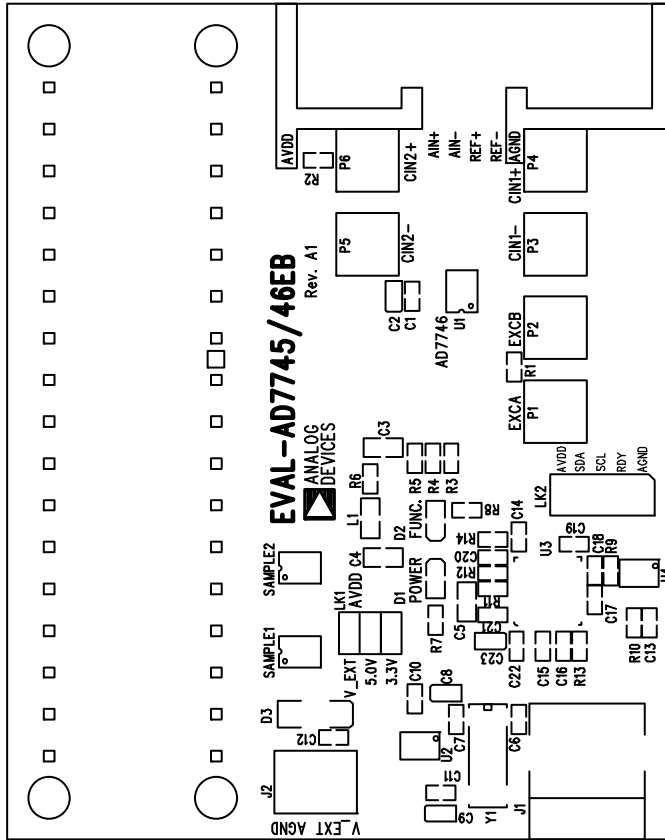 AVDD
R2
P6
CIN2+
AIN+
AIN-
REF+
REF-
AGND
CIN1+
P4
P5
CIN2-
CIN1-
P3
EVAL-AD7745/46EB
Rev. A1
C2
C1
AD7746
U1
EXCB
P2
R1
EXCA
P1
ANALOG
DEVICES
C3
R6
R5
R4
R3
L1
D2
FUNC.
R8
LK2
AVDD
SDA
SCL
RDY
AGND
SAMPLE2
C4
LK1
AVDD
D1
POWER
R14
C20
R12
R11
C21
C23
C14
U3
C19
C18
R9
U4
C17
SAMPLE1
V_EXT
5.0V
3.3V
R7
C5
C22
C15
C16
R13
R10
C13
D3
C12
C10
C8
U2
C7
C6
J2
V_EXT AGND
C11
C9
Y1
J1